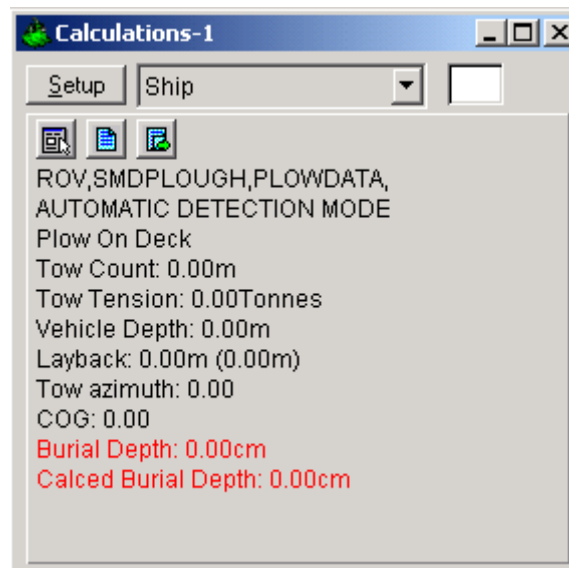 Calculations-1
Setup Ship
ROV,SMDPLOUGH,PLOWDATA,
AUTOMATIC DETECTION MODE
Plow On Deck
Tow Count: 0.00m
Tow Tension: 0.00Tonnes
Vehicle Depth: 0.00m
Layback: 0.00m (0.00m)
Tow azimuth: 0.00
COG: 0.00
Burial Depth: 0.00cm
Calced Burial Depth: 0.00cm